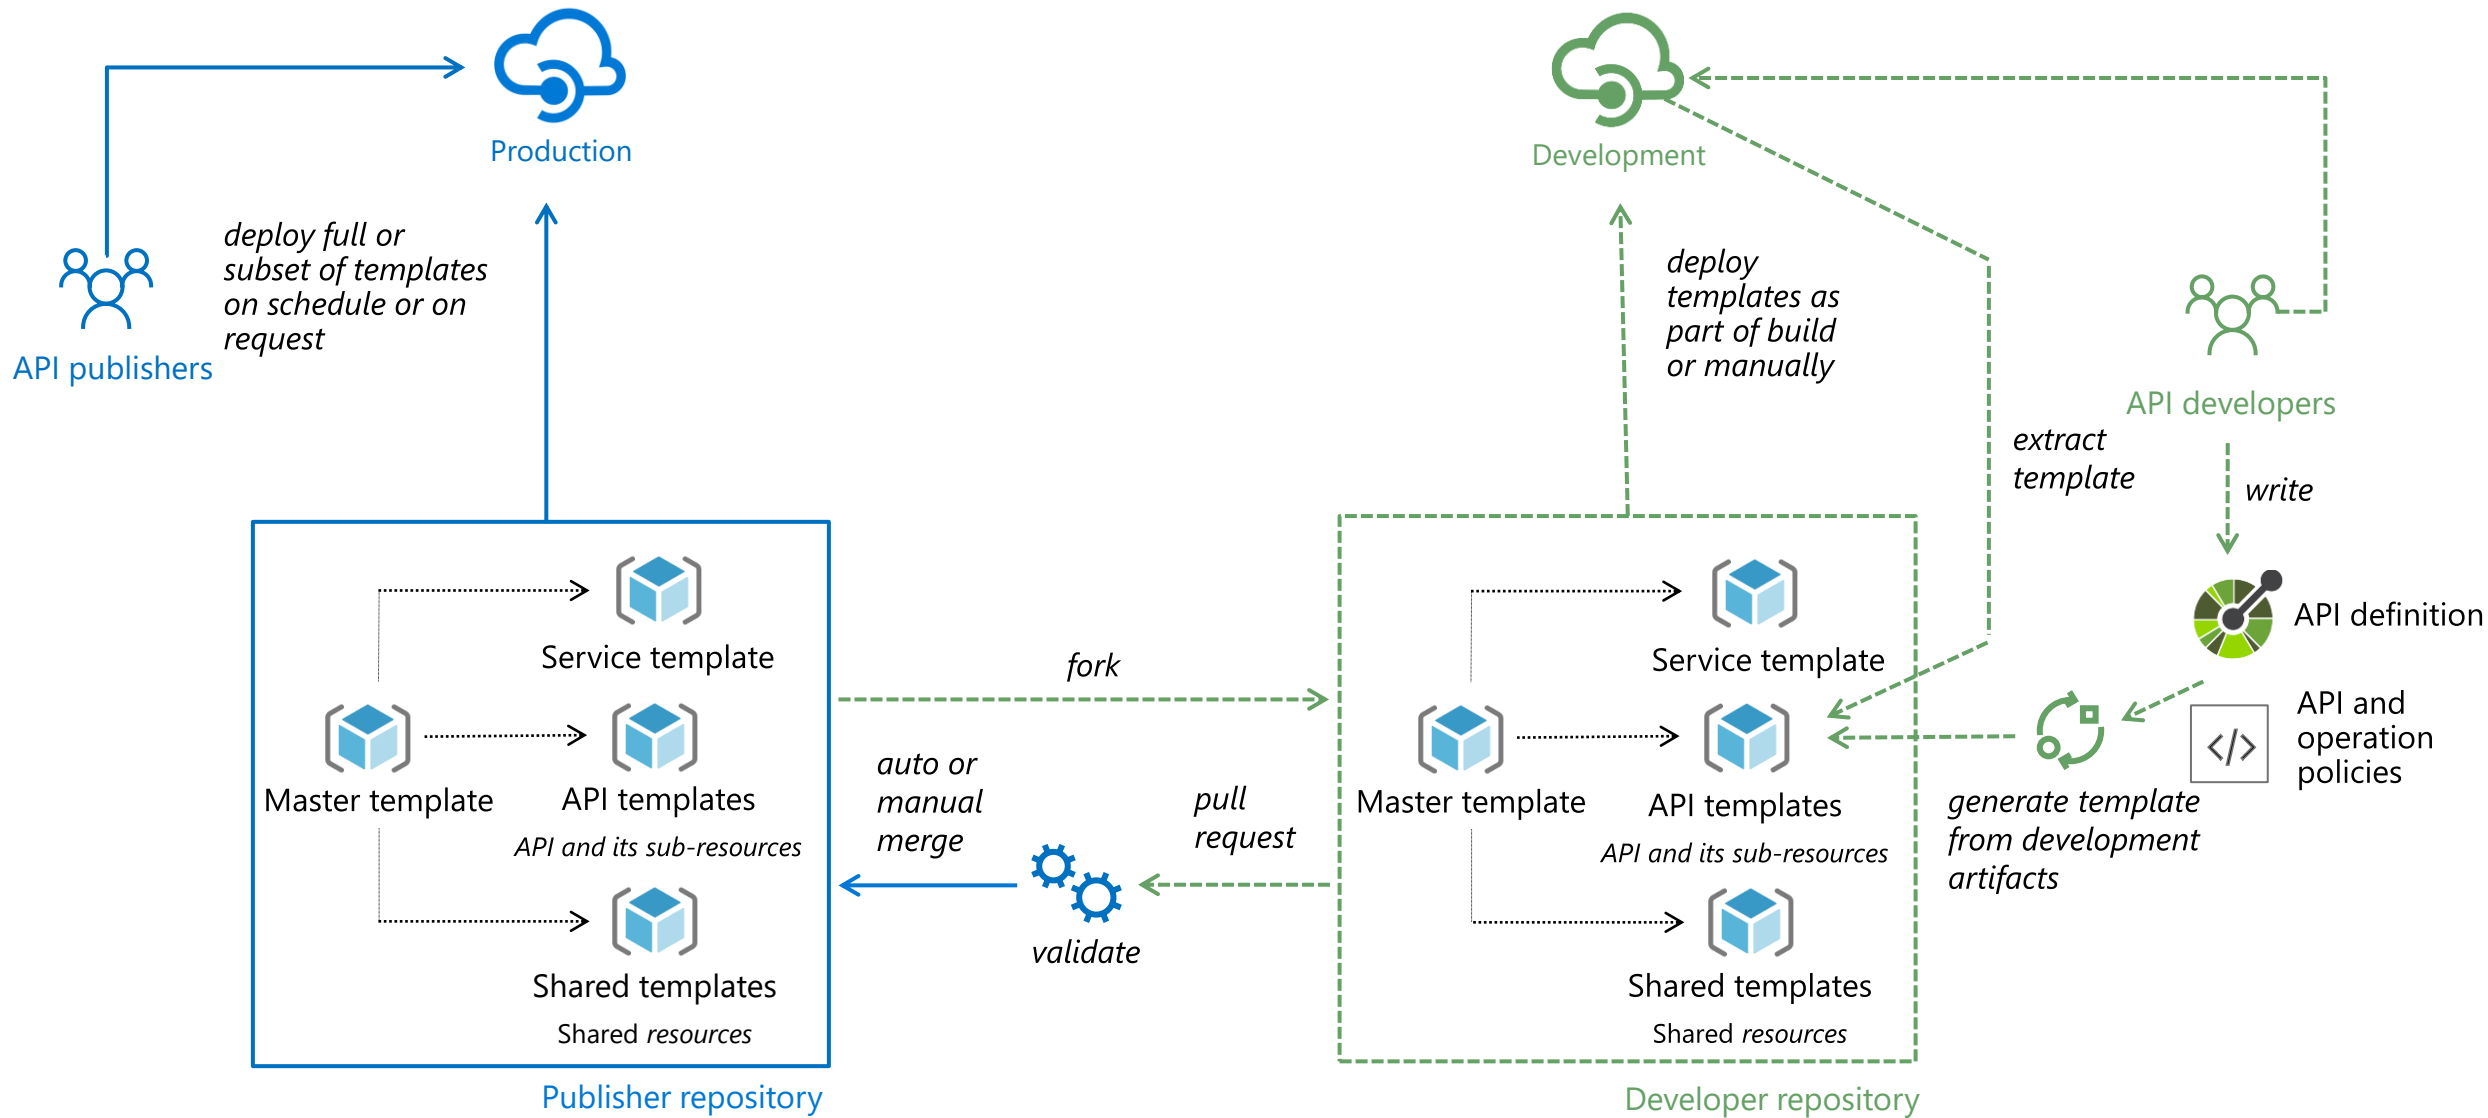 Production
Development
deploy full or
subset of templates
on schedule or on
request
API publishers
deploy
templates as
part of build
or manually
API developers
extract
template
write
Service template
Master template
API templates
API and its sub-resources
Shared templates
Shared resources
Publisher repository
fork
auto or
manual
merge
pull
request
validate
Service template
Master template
API templates
API and its sub-resources
Shared templates
Shared resources
Developer repository
API definition
API and
operation
policies
generate template
from development
artifacts